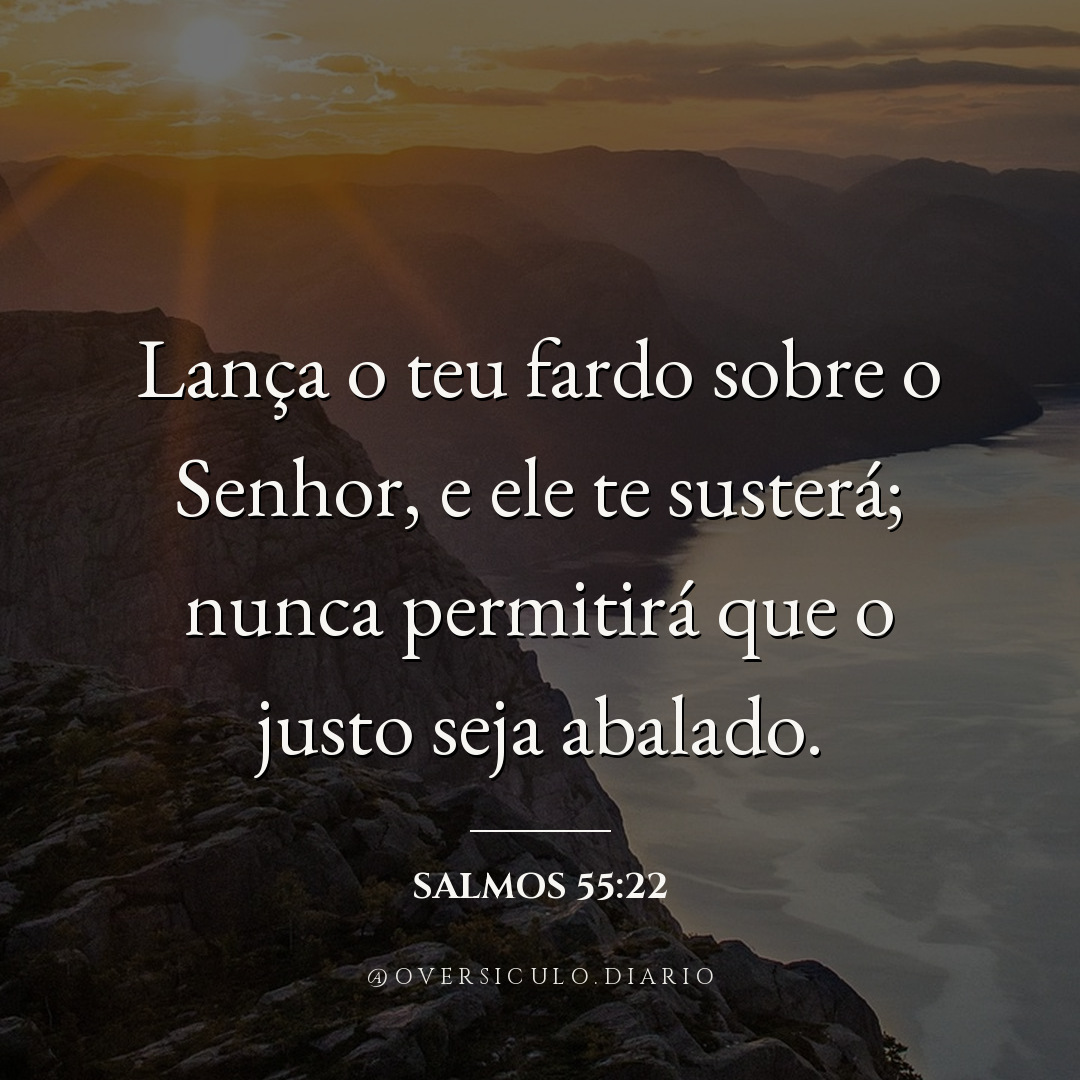 Lança o teu fardo sobre o
Senhor, e ele te susterá;
nunca permitirá que o
justo seja abalado.
SALMOS 55:22
@OVERSICULO.DIARIO